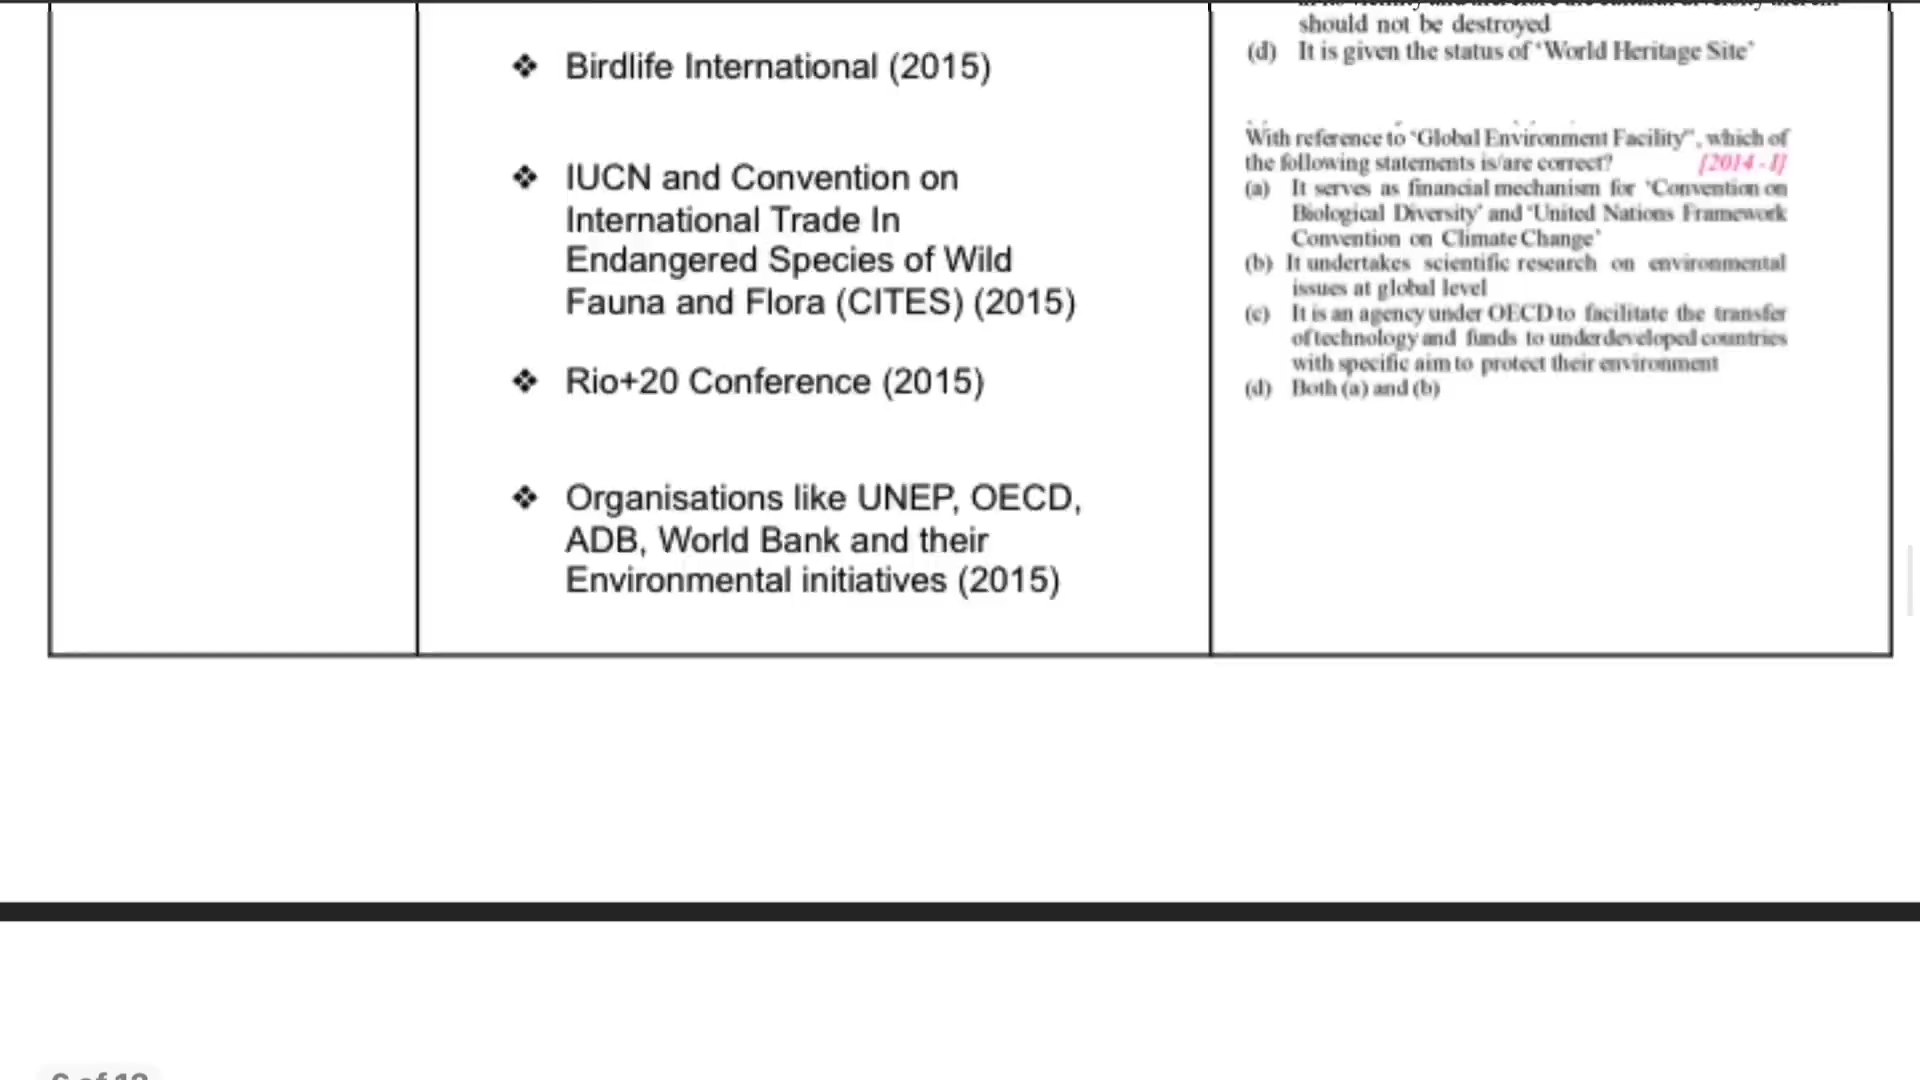 ❖ Birdlife International (2015)
❖ IUCN and Convention on
International Trade In
Endangered Species of Wild
Fauna and Flora (CITES) (2015)
❖ Rio+20 Conference (2015)
❖ Organisations like UNEP, OECD,
ADB, World Bank and their
Environmental initiatives (2015)
should not be destroyed
(d) It is given the status of ‘World Heritage Site’
With reference to ‘Global Environment Facility”, which of
the following statements is/are correct? [2014 - I]
(a) It serves as financial mechanism for ‘Convention on
Biological Diversity’ and ‘United Nations Framework
Convention on Climate Change’
(b) It undertakes scientific research on environmental
issues at global level
(c) It is an agency under OECD to facilitate the transfer
of technology and funds to underdeveloped countries
with specific aim to protect their environment
(d) Both (a) and (b)
6 of 12